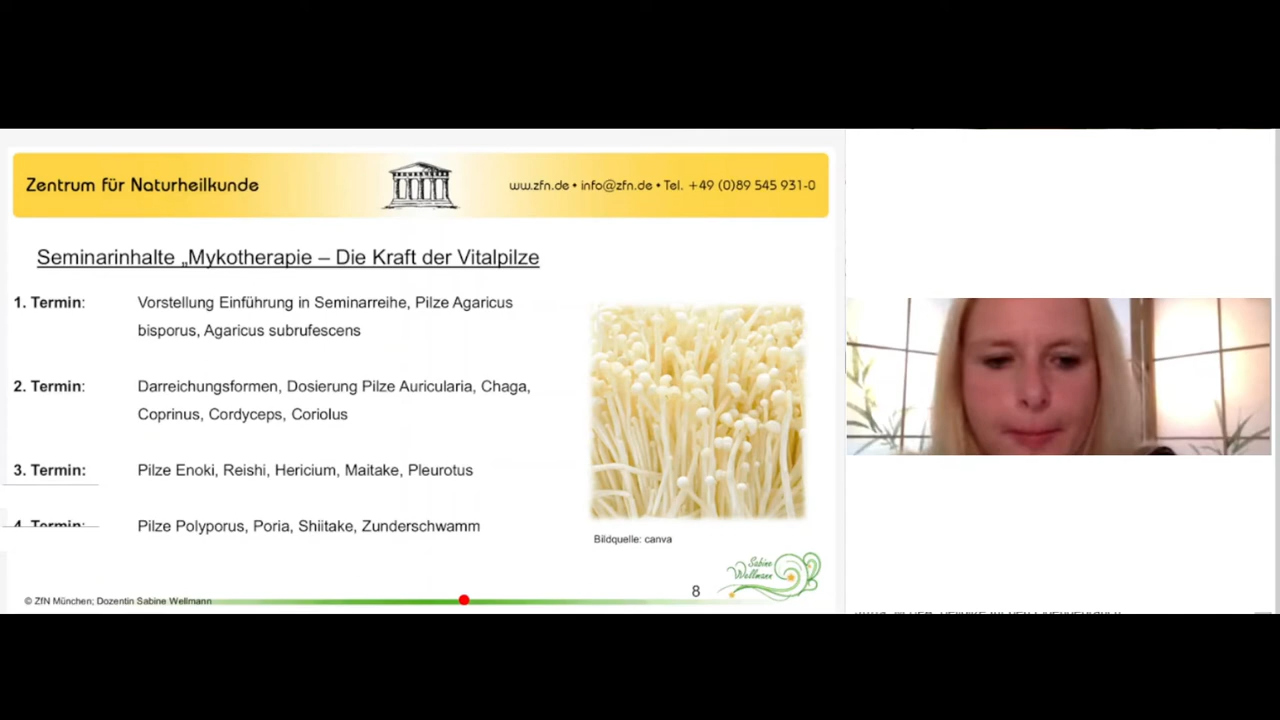 Zentrum für Naturheilkunde
ww.zfn.de • info@zfn.de • Tel. +49 (0)89 545 931-0
Seminarinhalte „Mykotherapie – Die Kraft der Vitalpilze
1. Termin: Vorstellung Einführung in Seminarreihe, Pilze Agaricus
bisporus, Agaricus subrufescens
2. Termin: Darreichungsformen, Dosierung Pilze Auricularia, Chaga,
Coprinus, Cordyceps, Coriolus
3. Termin: Pilze Enoki, Reishi, Hericium, Maitake, Pleurotus
4. Termin: Pilze Polyporus, Poria, Shiitake, Zunderschwamm
Bildquelle: canva
Sabine
Wellmann
8
© ZfN München; Dozentin Sabine Wellmann